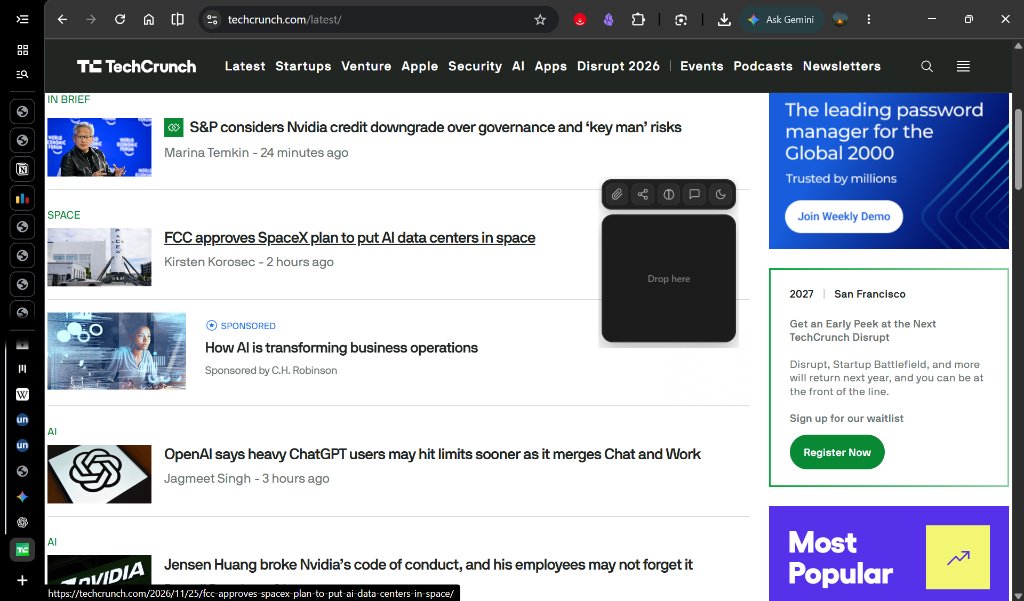 techcrunch.com/latest/
Ask Gemini
TechCrunch
Latest Startups Venture Apple Security AI Apps Disrupt 2026 | Events Podcasts Newsletters
IN BRIEF
S&P considers Nvidia credit downgrade over governance and ‘key man’ risks
Marina Temkin - 24 minutes ago
SPACE
FCC approves SpaceX plan to put AI data centers in space
Kirsten Korosec - 2 hours ago
SPONSORED
How AI is transforming business operations
Sponsored by C.H. Robinson
AI
OpenAI says heavy ChatGPT users may hit limits sooner as it merges Chat and Work
Jagmeet Singh - 3 hours ago
AI
Jensen Huang broke Nvidia’s code of conduct, and his employees may not forget it
NVIDIA
https://techcrunch.com/2026/11/25/fcc-approves-spacex-plan-to-put-ai-data-centers-in-space/
Drop here
The leading password
manager for the
Global 2000
Trusted by millions
Join Weekly Demo
2027 | San Francisco
Get an Early Peek at the Next
TechCrunch Disrupt
Disrupt, Startup Battlefield, and more
will return next year, and you can be at
the front of the line.
Sign up for our waitlist
Register Now
Most
Popular